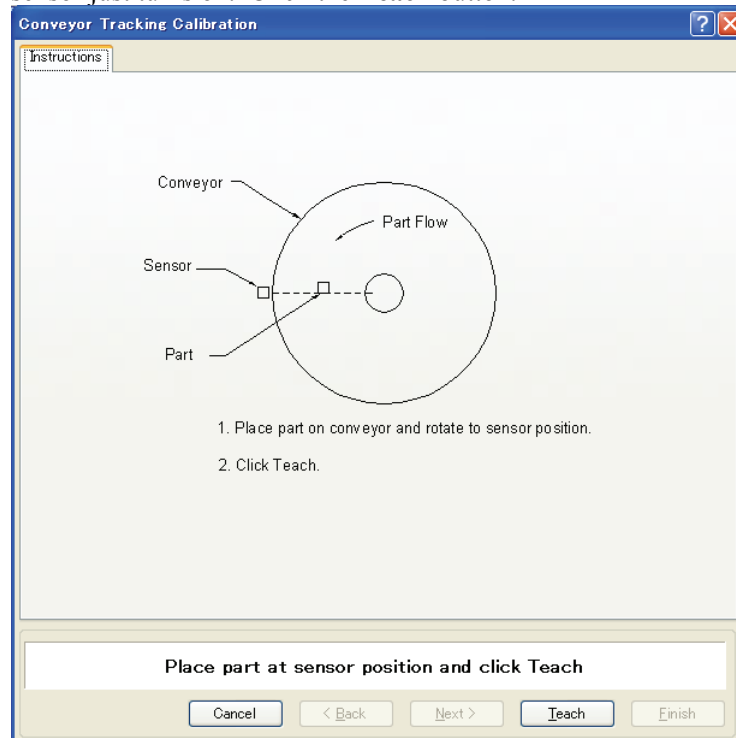 Conveyor Tracking Calibration
Instructions
Conveyor
Part Flow
Sensor
Part
1. Place part on conveyor and rotate to sensor position.
2. Click Teach.
Place part at sensor position and click Teach
Cancel < Back Next > Teach Finish